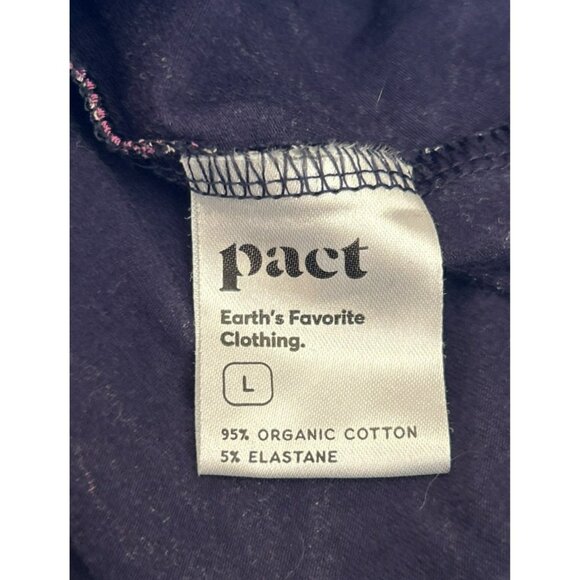 pact
Earth's Favorite
Clothing.
L
95% ORGANIC COTTON
5% ELASTANE